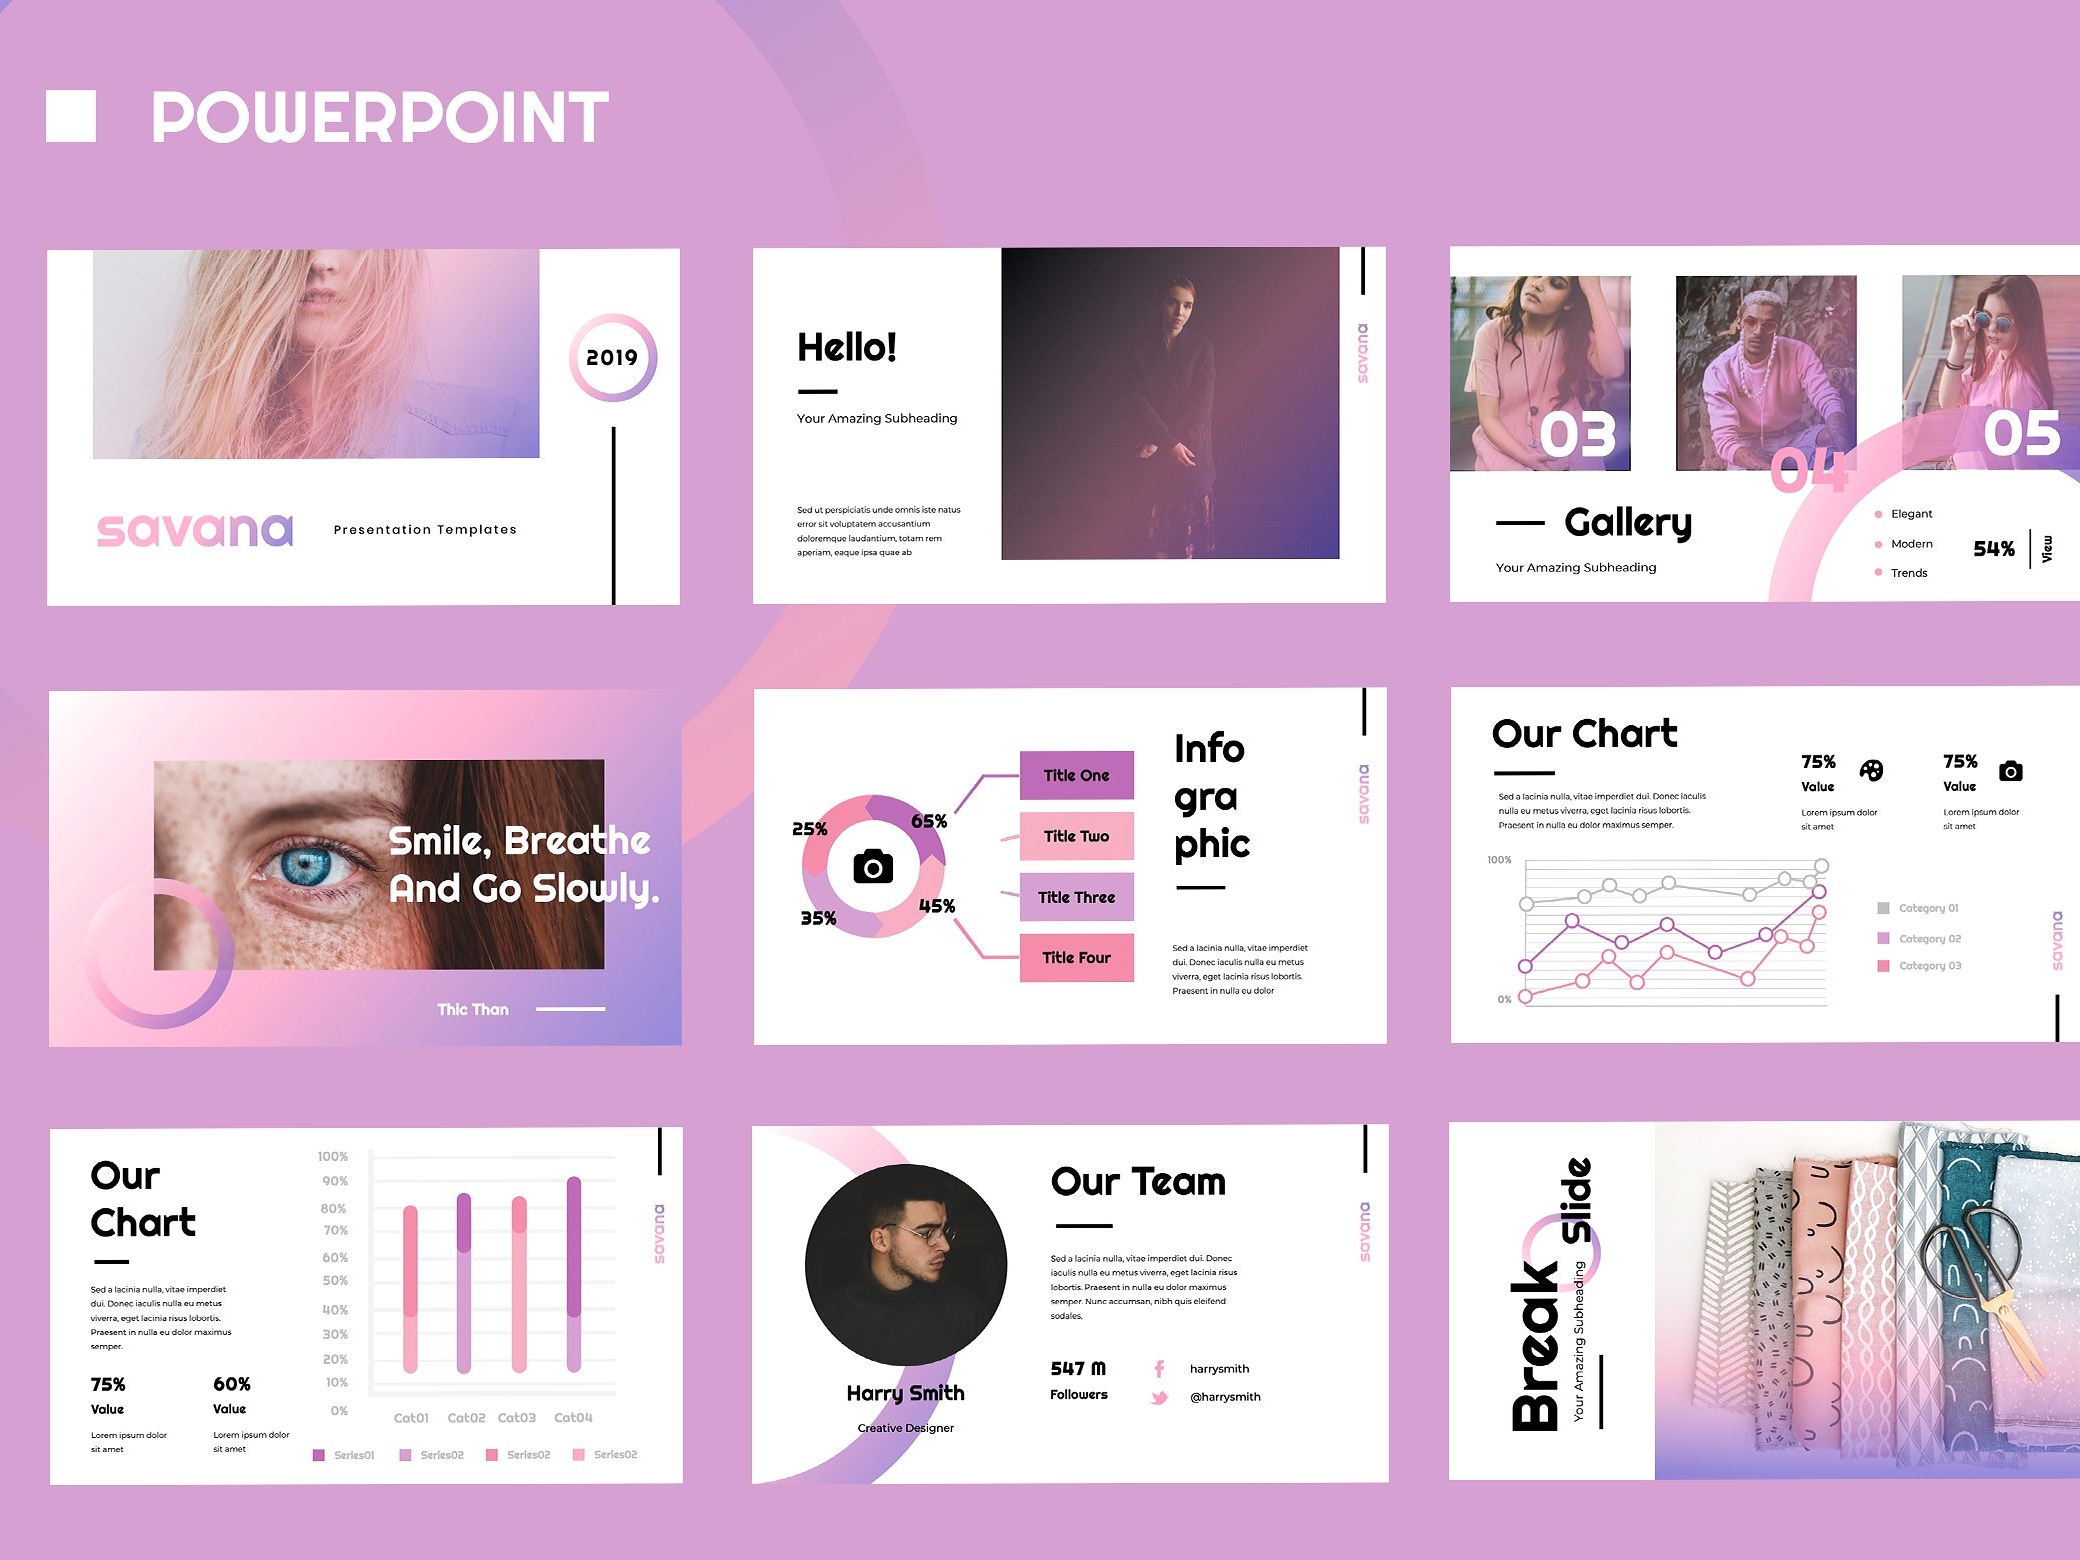 POWERPOINT
2019
savana
Presentation Templates
Hello!
Your Amazing Subheading
Sed ut perspiciatis unde omnis iste natus
error sit voluptatem accusantium
doloremque laudantium, totam rem
aperiam, eaque ipsa quae ab
savana
03
04
05
Gallery
Your Amazing Subheading
Elegant
Modern
Trends
54%
View
Smile, Breathe
And Go Slowly.
Thic Than
25%
65%
35%
45%
Title One
Title Two
Title Three
Title Four
Info
gra
phic
Sed a lacinia nulla, vitae imperdiet
dui. Donec iaculis nulla eu metus
viverra, eget lacinia risus lobortis.
Praesent in nulla eu dolor
savana
Our Chart
Sed a lacinia nulla, vitae imperdiet dui. Donec iaculis
nulla eu metus viverra, eget lacinia risus lobortis.
Praesent in nulla eu dolor maximus semper.
75%
Value
Lorem ipsum dolor
sit amet
75%
Value
Lorem ipsum dolor
sit amet
100%
0%
Category 01
Category 02
Category 03
savana
Our
Chart
Sed a lacinia nulla, vitae imperdiet
dui. Donec iaculis nulla eu metus
viverra, eget lacinia risus lobortis.
Praesent in nulla eu dolor maximus
semper.
75%
Value
Lorem ipsum dolor
sit amet
60%
Value
Lorem ipsum dolor
sit amet
100%
90%
80%
70%
60%
50%
40%
30%
20%
10%
0%
Cat01 Cat02 Cat03 Cat04
Series01 Series02 Series02 Series02
savana
Harry Smith
Creative Designer
Our Team
Sed a lacinia nulla, vitae imperdiet dui. Donec
iaculis nulla eu metus viverra, eget lacinia risus
lobortis. Praesent in nulla eu dolor maximus
semper. Nunc accumsan, nibh quis eleifend
sodales,
547 M
Followers
harrysmith
@harrysmith
savana
Break
Slide
Your Amazing Subheading